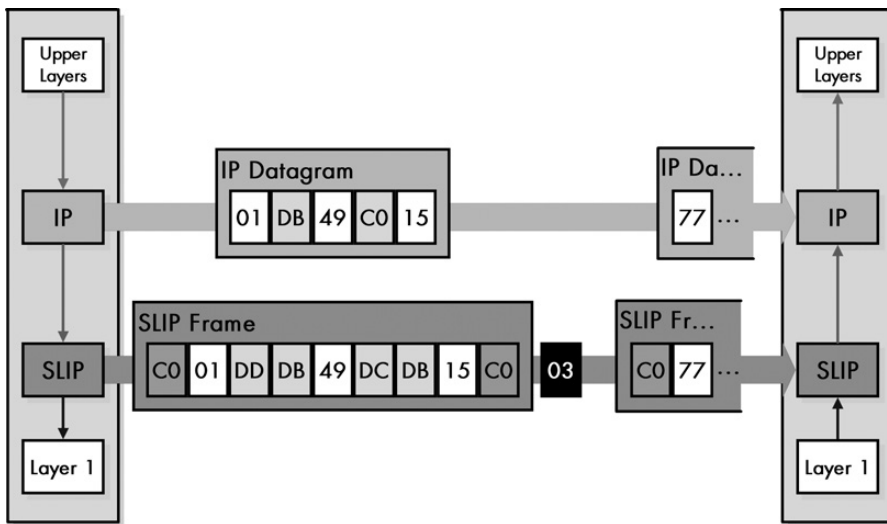 Upper
Layers
Upper
Layers
IP Datagram
IP Da...
IP
01 DB 49 C0 15
77 ...
IP
SLIP Frame
SLIP Fr...
SLIP
C0 01 DD DB 49 DC DB 15 C0
03
C0 77 ...
SLIP
Layer 1
Layer 1